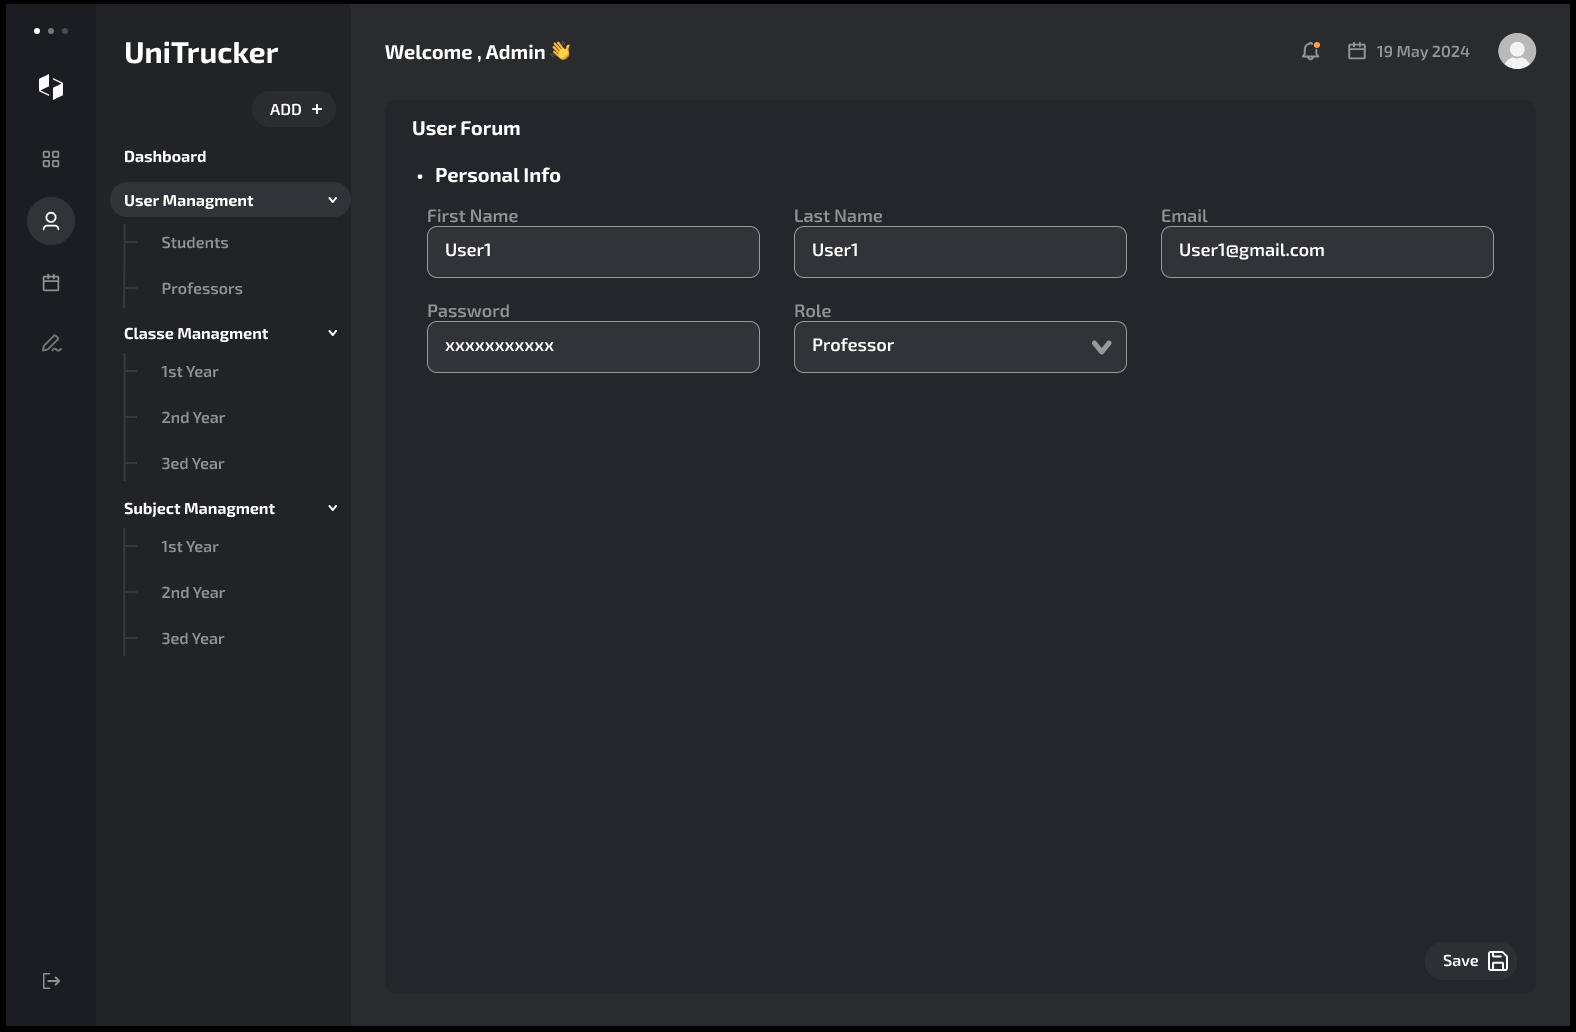 UniTrucker
ADD +
Dashboard
User Managment
Students
Professors
Classe Managment
1st Year
2nd Year
3ed Year
Subject Managment
1st Year
2nd Year
3ed Year
Welcome , Admin 👋
19 May 2024
User Forum
• Personal Info
First Name
User1
Last Name
User1
Email
User1@gmail.com
Password
xxxxxxxxxxx
Role
Professor
Save